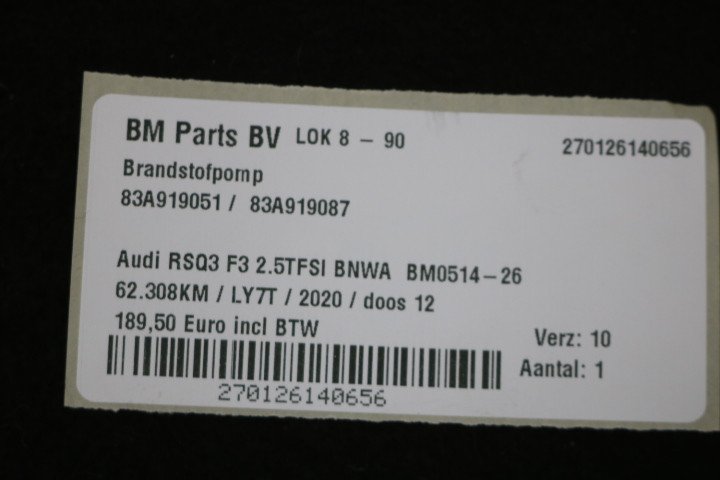 BM Parts BV LOK 8 - 90 270126140656
Brandstofpomp
83A919051 / 83A919087
Audi RSQ3 F3 2.5TFSI BNWA BM0514-26
62.308KM / LY7T / 2020 / doos 12
189,50 Euro incl BTW
Verz: 10
Aantal: 1
270126140656